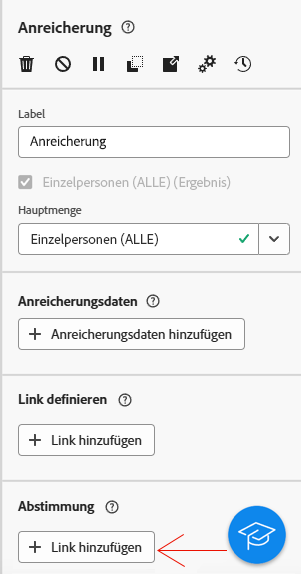 Anreicherung
Label
Anreicherung
Einzelpersonen (ALLE) (Ergebnis)
Hauptmenge
Einzelpersonen (ALLE)
Anreicherungsdaten
+ Anreicherungsdaten hinzufügen
Link definieren
+ Link hinzufügen
Abstimmung
+ Link hinzufügen